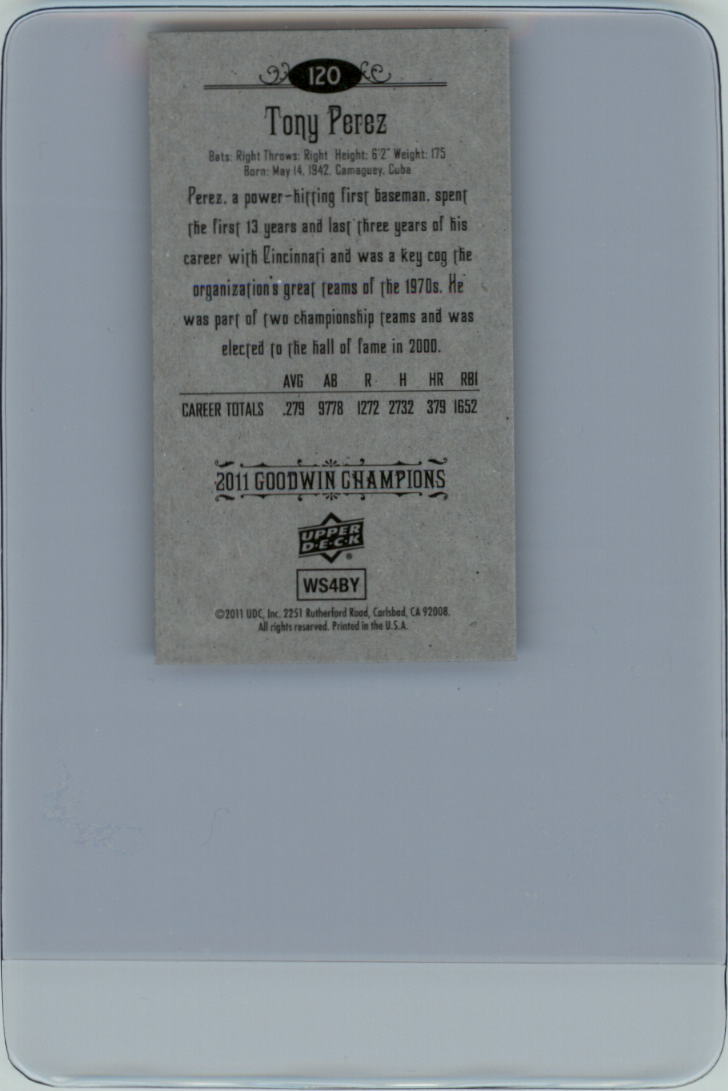 120
Tony Perez
Bats: Right Throws: Right Height: 6'2" Weight: 175
Born: May 14, 1942, Camaguey, Cuba
Perez, a power-hitting first baseman, spent
the first 13 years and last three years of his
career with Cincinnati and was a key cog the
organization's great teams of the 1970s. He
was part of two championship teams and was
elected to the hall of fame in 2000.
AVG AB R H HR RBI
CAREER TOTALS .279 9778 1272 2732 379 1652
2011 GOODWIN CHAMPIONS
UPPER
D·E·C·K
®
WS4BY
©2011 UDC, Inc. 2251 Rutherford Road, Carlsbad, CA 92008.
All rights reserved. Printed in the U.S.A.